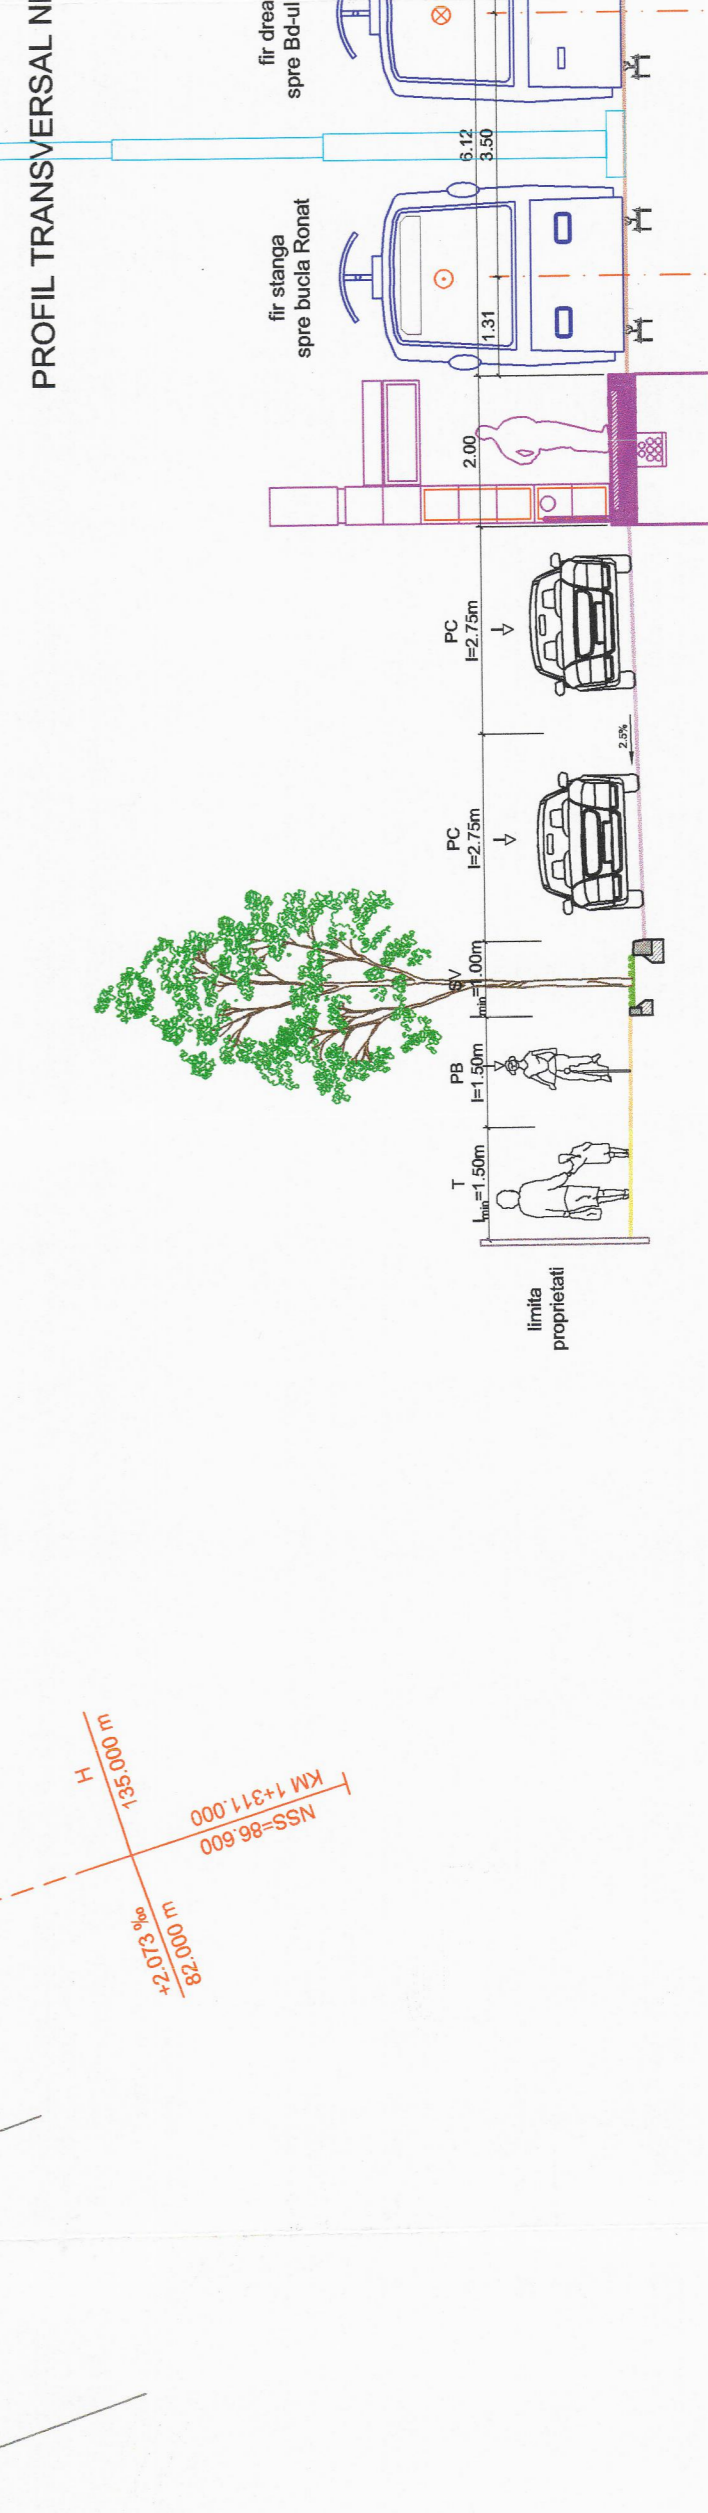 PROFIL TRANSVERSAL
fir stanga
spre bucla Ronat
spre Bd-ul
6.12
3.50
1.31
2.00
PC
l=2.75m
PC
l=2.75m
2.5%
SV
lmin=1.00m
PB
l=1.50m
T
Lmin=1.50m
limita
proprietati
H
135.000 m
KM 1+311.000
NSS=86.600
+2.073 ‰
82.000 m